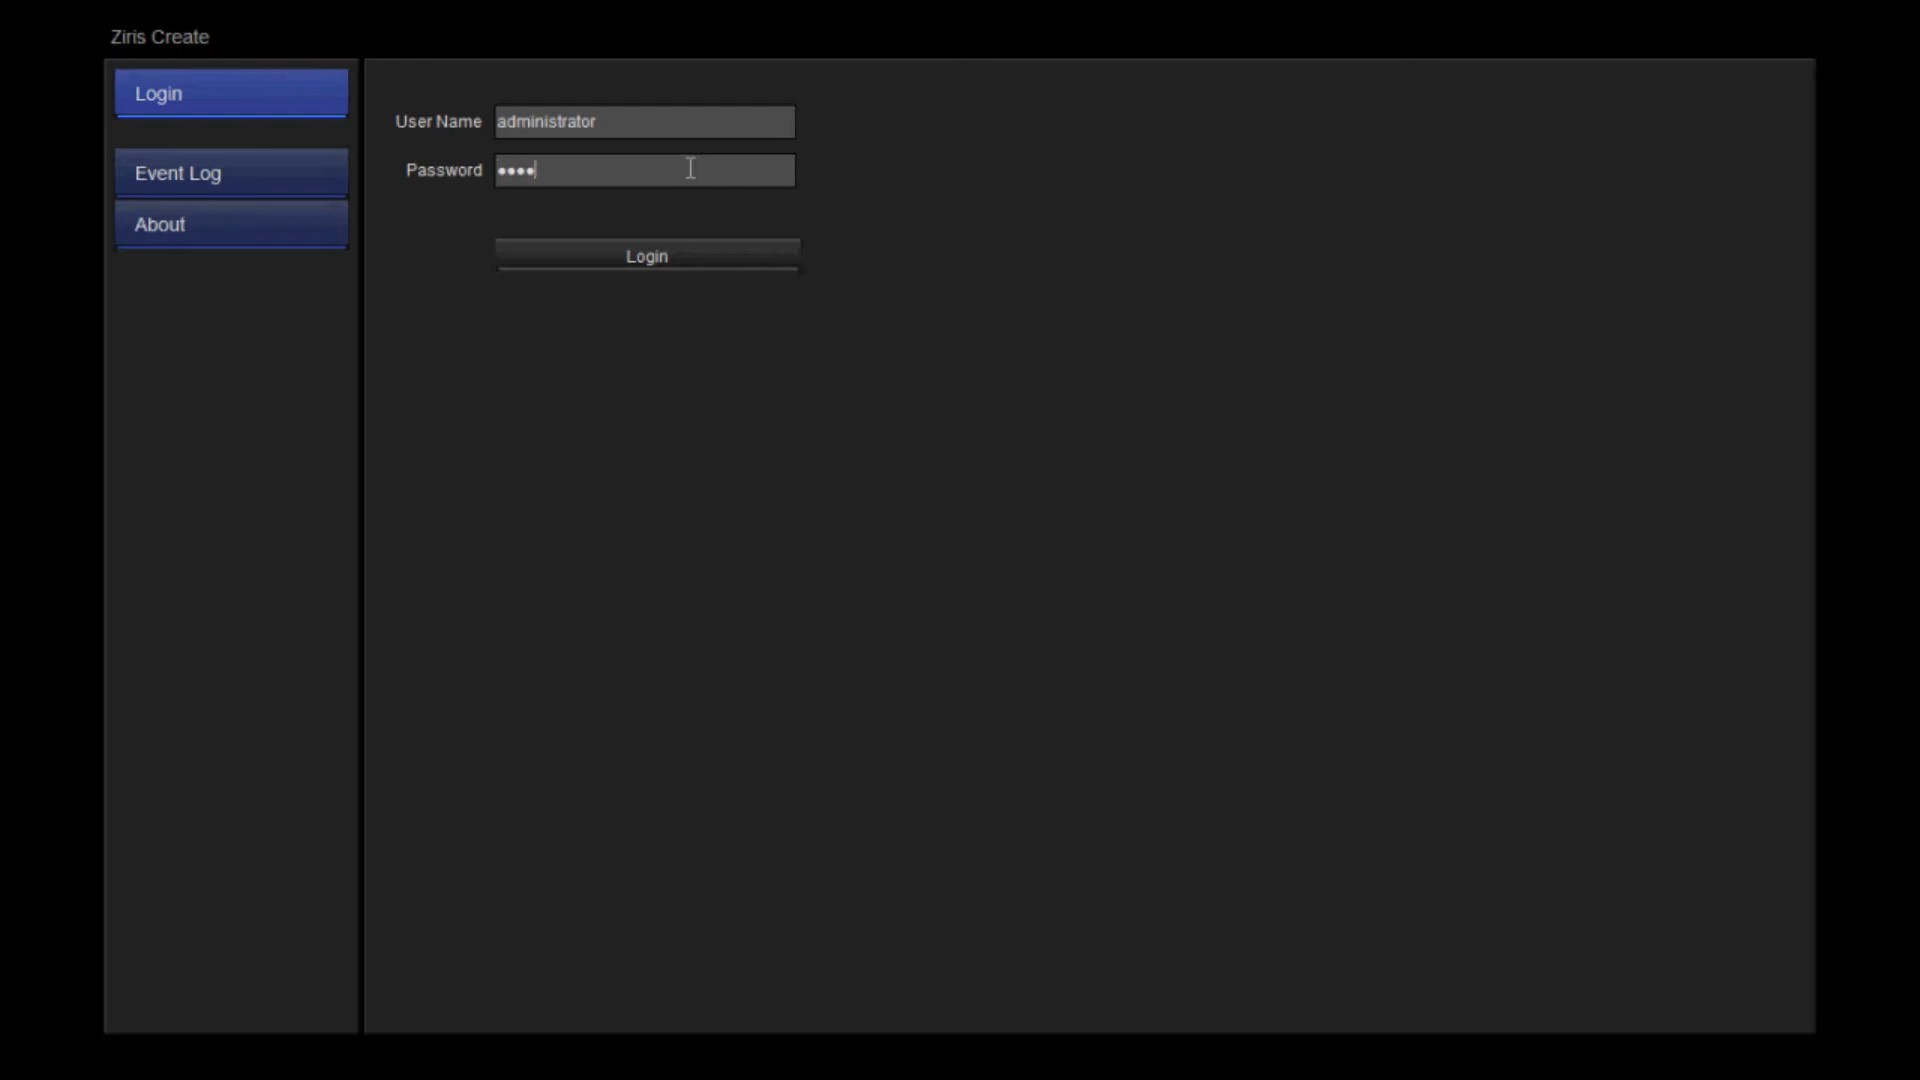 Ziris Create
Login
Event Log
About
User Name administrator
Password ••••
Login